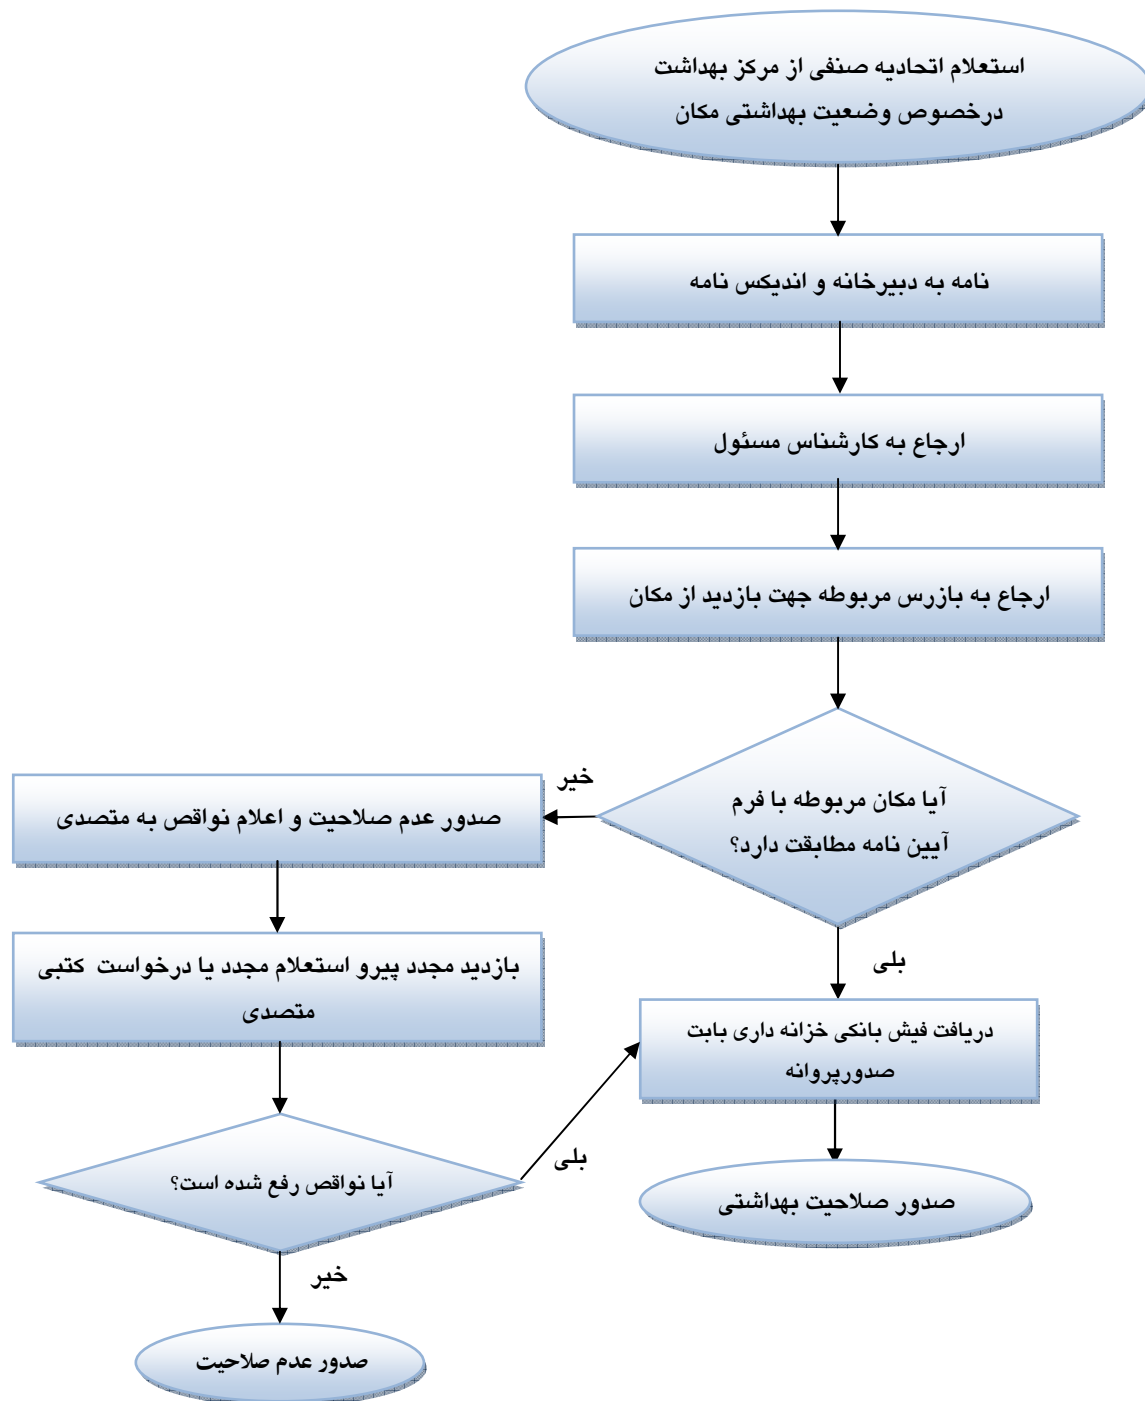 استعلام اتحادیه صنفی از مرکز بهداشت
درخصوص وضعیت بهداشتی مکان
نامه به دبیرخانه و اندیکس نامه
ارجاع به کارشناس مسئول
ارجاع به بازرس مربوطه جهت بازدید از مکان
آیا مکان مربوطه با فرم
آیین نامه مطابقت دارد؟
خیر
صدور عدم صلاحیت و اعلام نواقص به متصدی
بازدید مجدد پیرو استعلام مجدد یا درخواست کتبی
متصدی
بلی
دریافت فیش بانکی خزانه داری بابت
صدورپروانه
آیا نواقص رفع شده است؟
بلی
صدور صلاحیت بهداشتی
خیر
صدور عدم صلاحیت